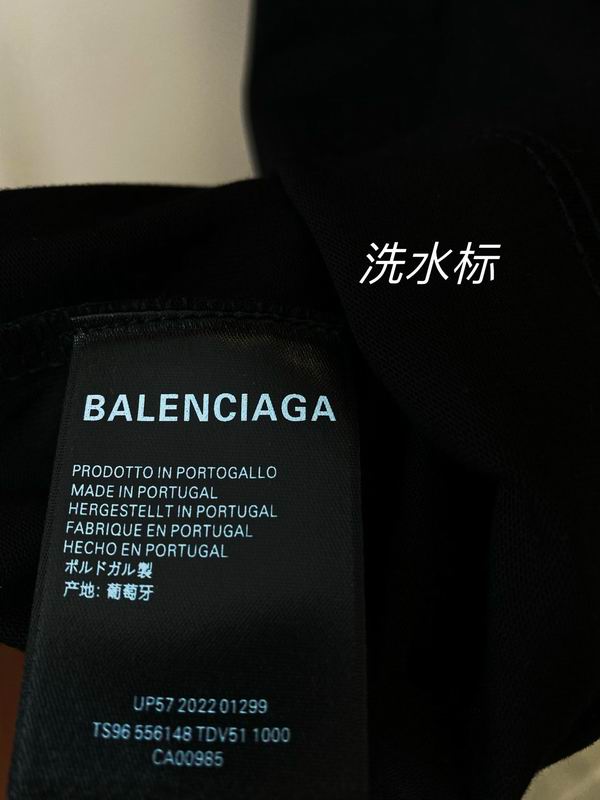 洗水标
BALENCIAGA
PRODOTTO IN PORTOGALLO
MADE IN PORTUGAL
HERGESTELLT IN PORTUGAL
FABRIQUE EN PORTUGAL
HECHO EN PORTUGAL
ポルドガル製
产地: 葡萄牙
UP57 2022 01299
TS96 556148 TDV51 1000
CA00985